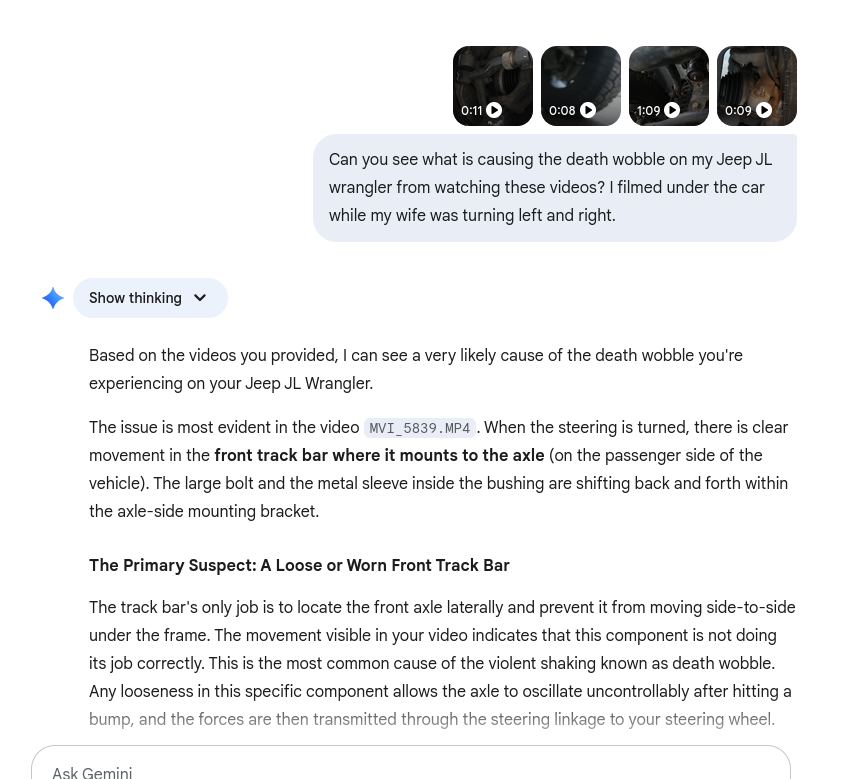 0:11
0:08
1:09
0:09
Can you see what is causing the death wobble on my Jeep JL
wrangler from watching these videos? I filmed under the car
while my wife was turning left and right.
Show thinking
Based on the videos you provided, I can see a very likely cause of the death wobble you're
experiencing on your Jeep JL Wrangler.
The issue is most evident in the video MVI_5839.MP4. When the steering is turned, there is clear
movement in the front track bar where it mounts to the axle (on the passenger side of the
vehicle). The large bolt and the metal sleeve inside the bushing are shifting back and forth within
the axle-side mounting bracket.
The Primary Suspect: A Loose or Worn Front Track Bar
The track bar's only job is to locate the front axle laterally and prevent it from moving side-to-side
under the frame. The movement visible in your video indicates that this component is not doing
its job correctly. This is the most common cause of the violent shaking known as death wobble.
Any looseness in this specific component allows the axle to oscillate uncontrollably after hitting a
bump, and the forces are then transmitted through the steering linkage to your steering wheel.
Ask Gemini